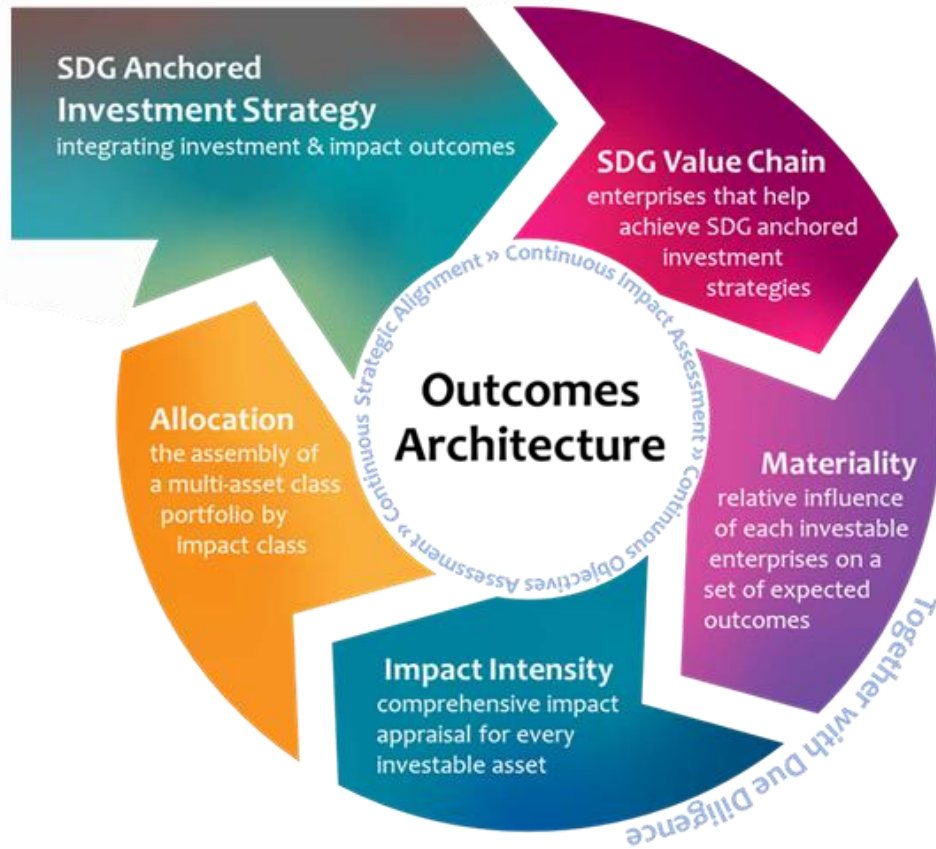 SDG Anchored
Investment Strategy
integrating investment & impact outcomes
SDG Value Chain
enterprises that help
achieve SDG anchored
investment
strategies
Materiality
relative influence
of each investable
enterprises on a
set of expected
outcomes
Together with Due Diligence
Impact Intensity
comprehensive impact
appraisal for every
investable asset
Allocation
the assembly of
a multi-asset class
portfolio by
impact class
Outcomes
Architecture
Continuous Strategic Alignment » Continuous Impact Assessment » Continuous Objectives Assessment »